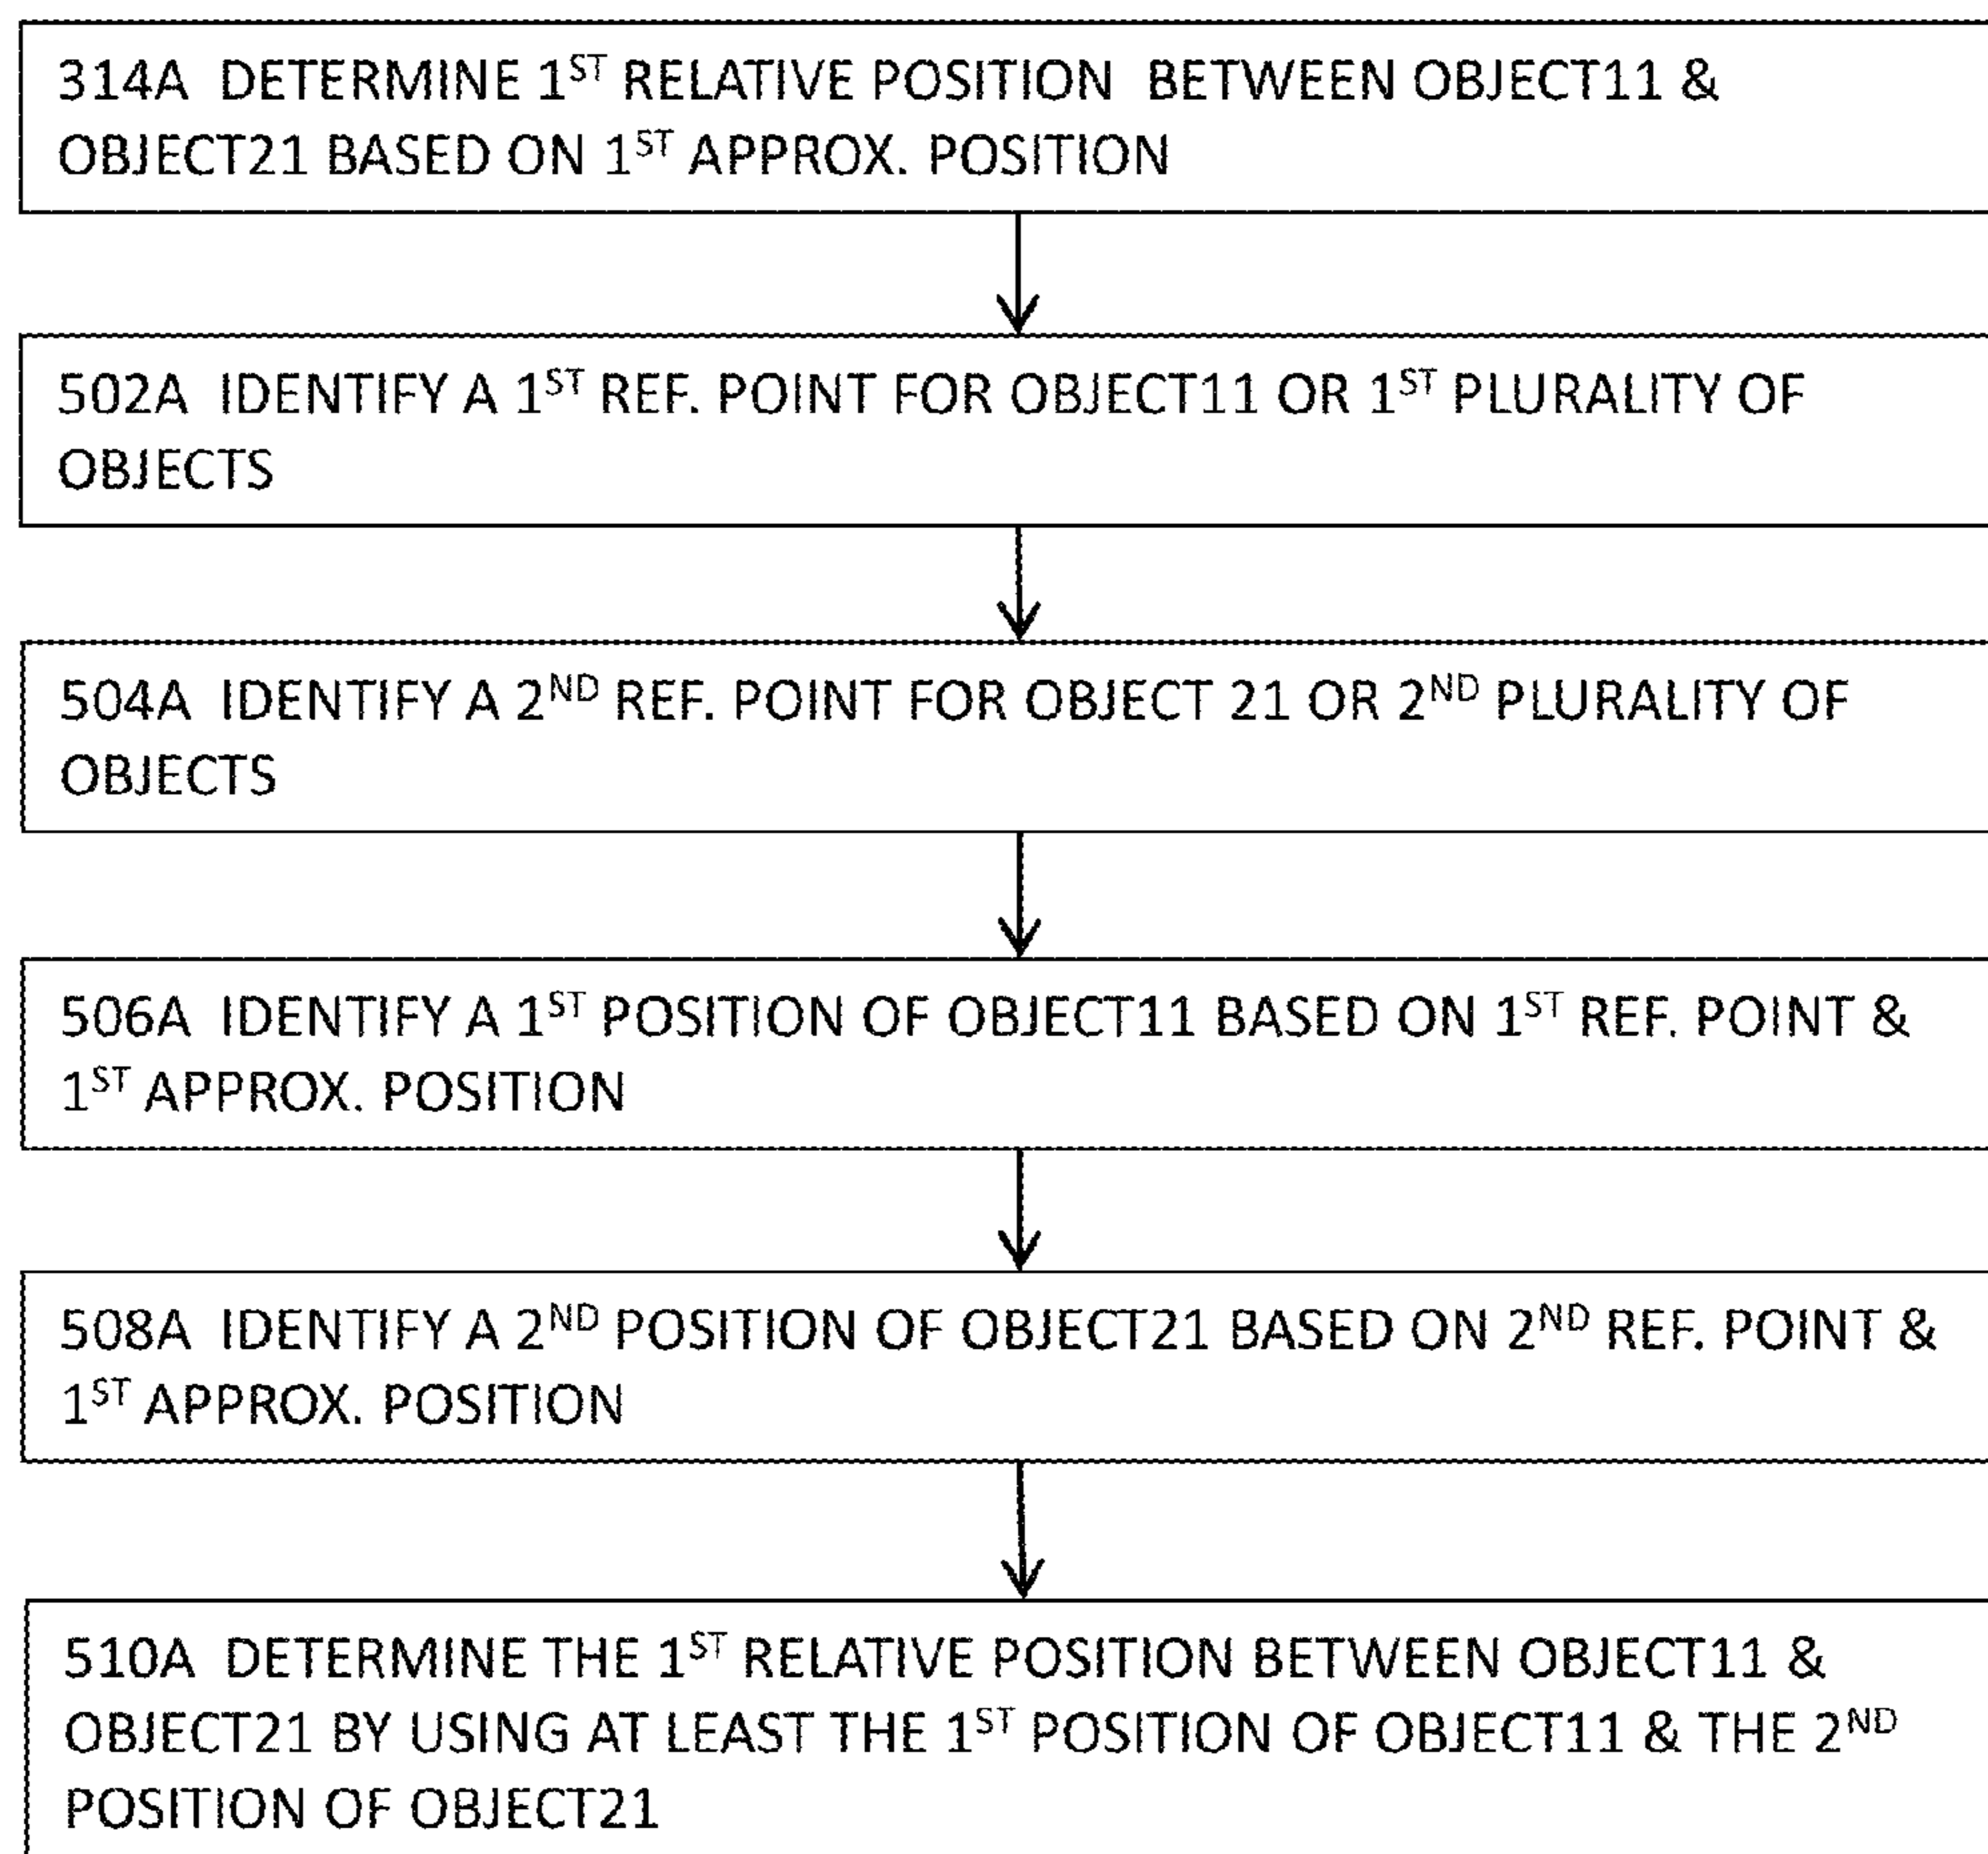 314A DETERMINE 1ST RELATIVE POSITION BETWEEN OBJECT11 &
OBJECT21 BASED ON 1ST APPROX. POSITION
502A IDENTIFY A 1ST REF. POINT FOR OBJECT11 OR 1ST PLURALITY OF
OBJECTS
504A IDENTIFY A 2ND REF. POINT FOR OBJECT 21 OR 2ND PLURALITY OF
OBJECTS
506A IDENTIFY A 1ST POSITION OF OBJECT11 BASED ON 1ST REF. POINT &
1ST APPROX. POSITION
508A IDENTIFY A 2ND POSITION OF OBJECT21 BASED ON 2ND REF. POINT &
1ST APPROX. POSITION
510A DETERMINE THE 1ST RELATIVE POSITION BETWEEN OBJECT11 &
OBJECT21 BY USING AT LEAST THE 1ST POSITION OF OBJECT11 & THE 2ND
POSITION OF OBJECT21